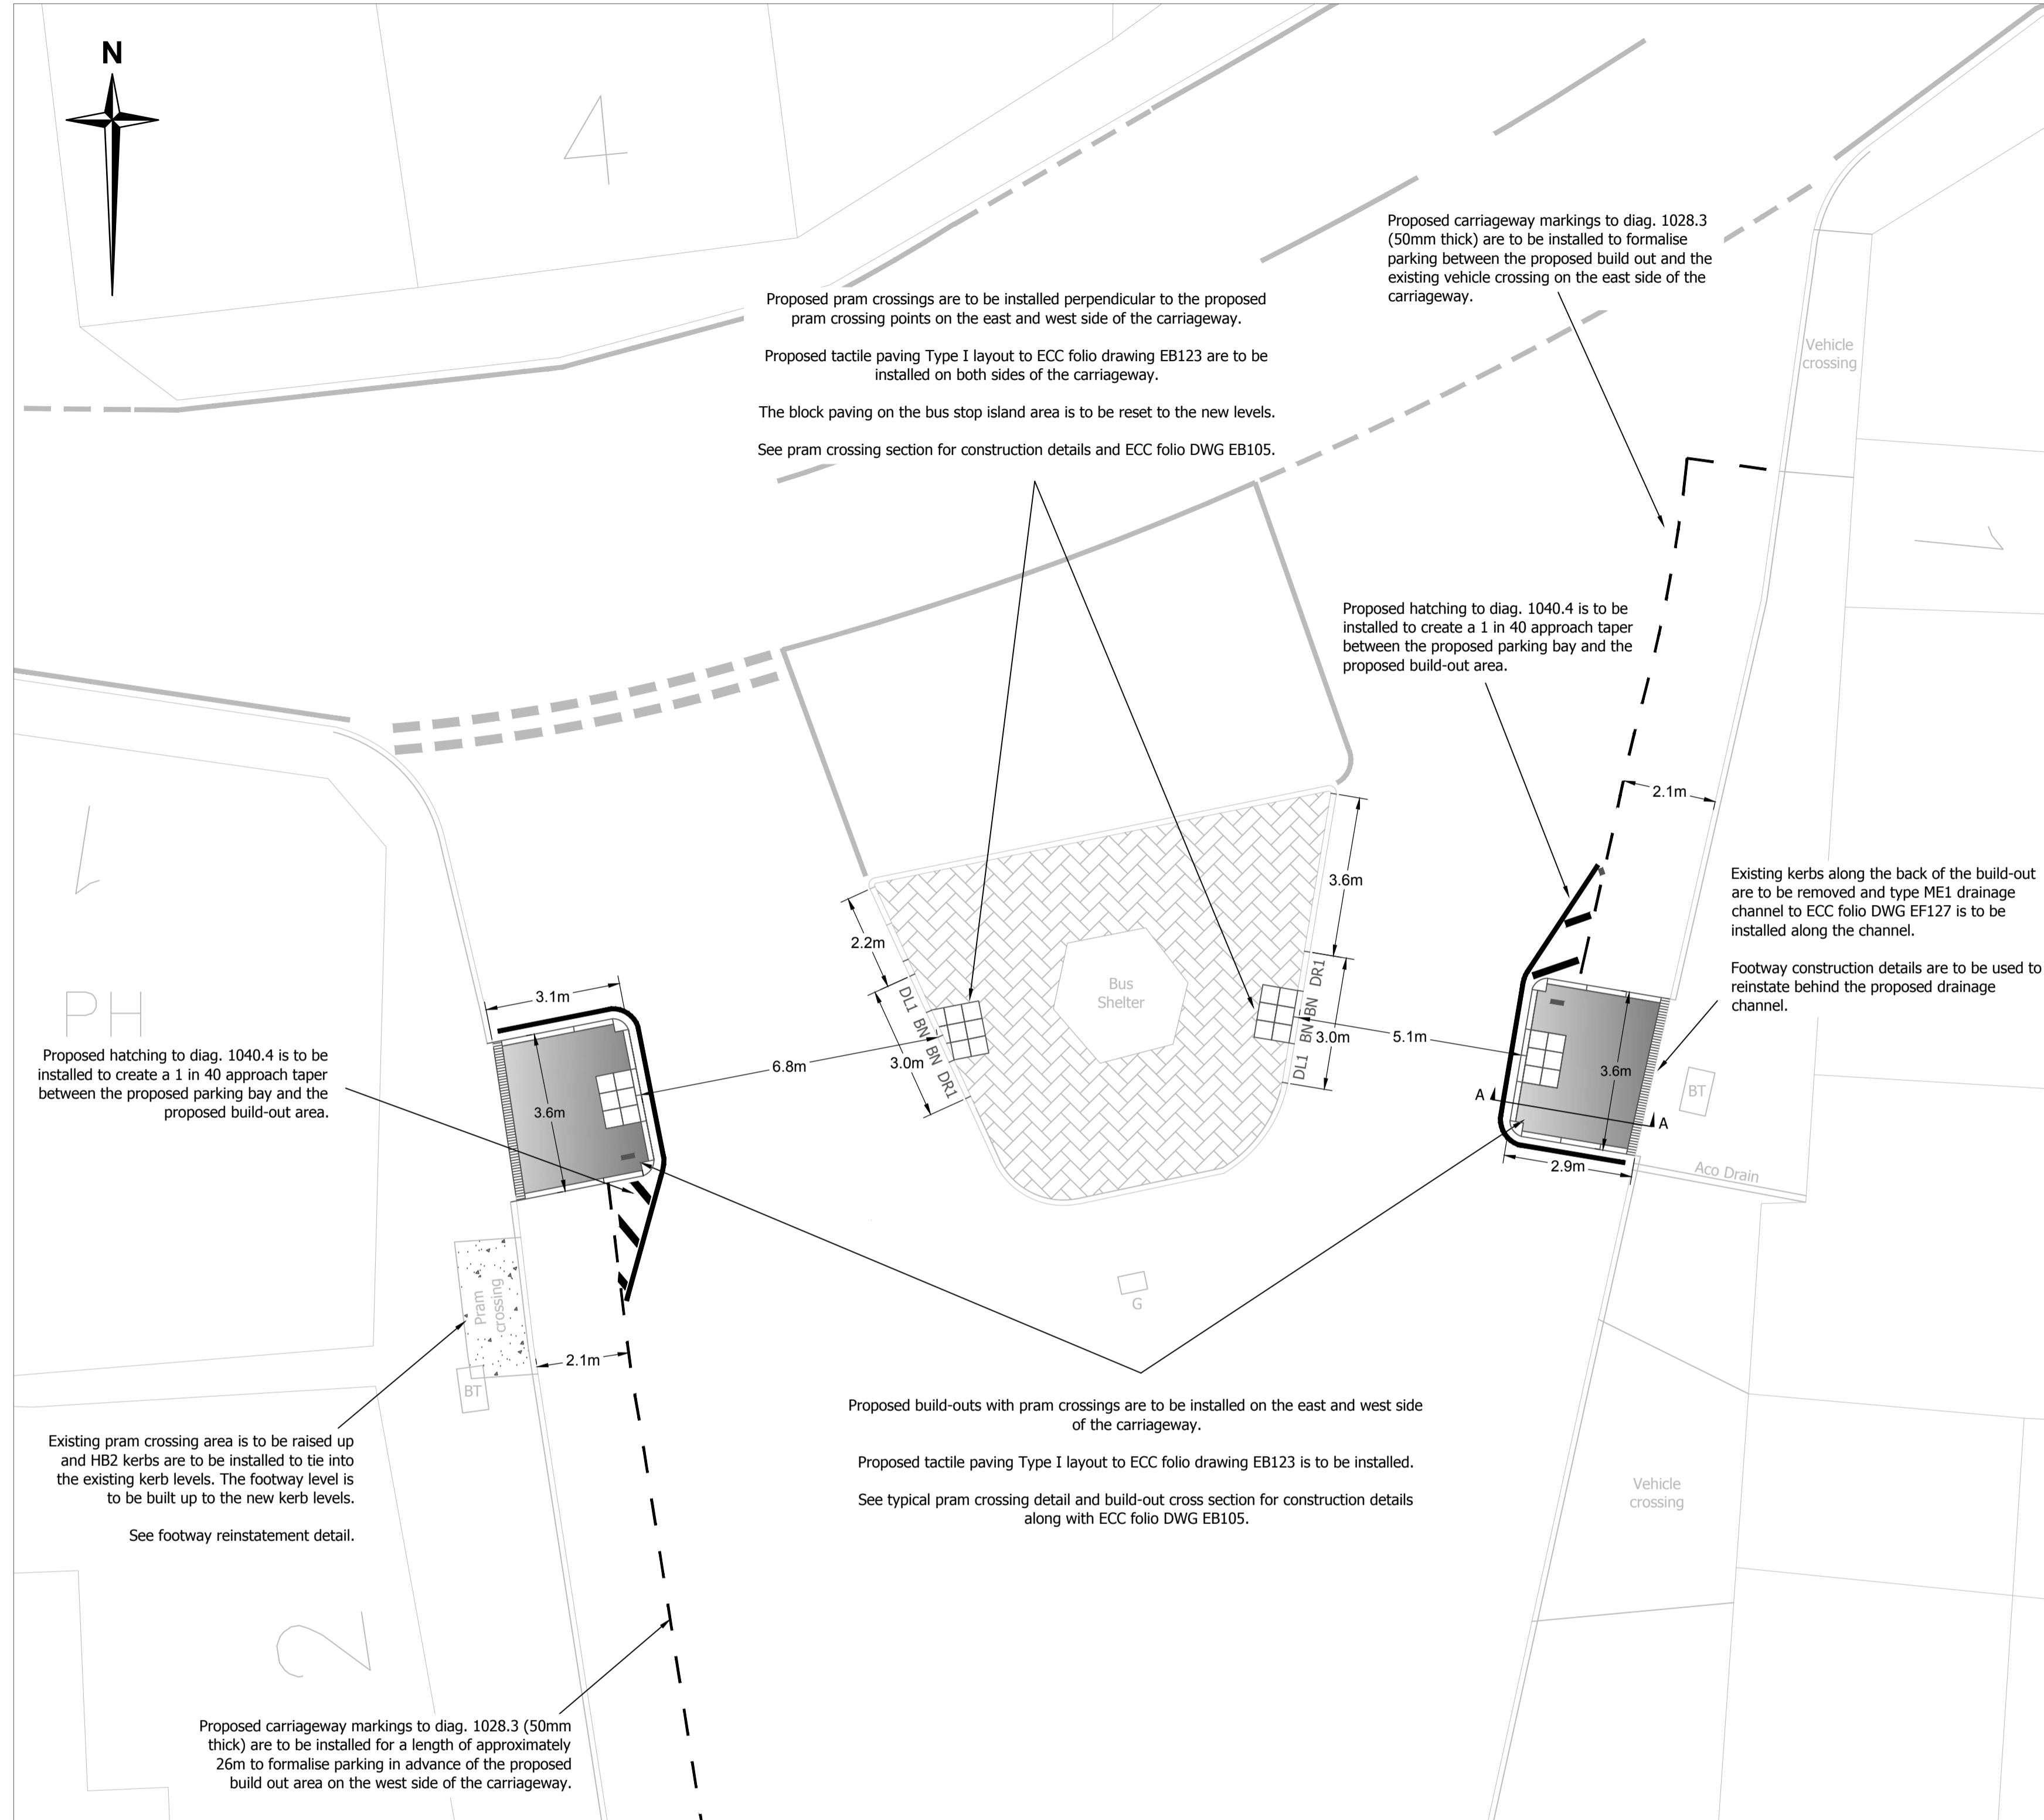 N
4
Proposed carriageway markings to diag. 1028.3
(50mm thick) are to be installed to formalise
parking between the proposed build out and the
existing vehicle crossing on the east side of the
carriageway.
Proposed pram crossings are to be installed perpendicular to the proposed
pram crossing points on the east and west side of the carriageway.
Proposed tactile paving Type I layout to ECC folio drawing EB123 are to be
installed on both sides of the carriageway.
The block paving on the bus stop island area is to be reset to the new levels.
See pram crossing section for construction details and ECC folio DWG EB105.
Vehicle
crossing
1
Proposed hatching to diag. 1040.4 is to be
installed to create a 1 in 40 approach taper
between the proposed parking bay and the
proposed build-out area.
2.1m
1
3.6m
Existing kerbs along the back of the build-out
are to be removed and type ME1 drainage
channel to ECC folio DWG EF127 is to be
installed along the channel.
Footway construction details are to be used to
reinstate behind the proposed drainage
channel.
2.2m
Bus
Shelter
DL1 BN BN DR1
DL1 BN BN DR1
3.1m
PH
3.0m
3.0m
5.1m
6.8m
3.6m
3.6m
BT
A
A
2.9m
Aco Drain
Proposed hatching to diag. 1040.4 is to be
installed to create a 1 in 40 approach taper
between the proposed parking bay and the
proposed build-out area.
Pram
crossing
G
2.1m
BT
Proposed build-outs with pram crossings are to be installed on the east and west side
of the carriageway.
Proposed tactile paving Type I layout to ECC folio drawing EB123 is to be installed.
See typical pram crossing detail and build-out cross section for construction details
along with ECC folio DWG EB105.
Existing pram crossing area is to be raised up
and HB2 kerbs are to be installed to tie into
the existing kerb levels. The footway level is
to be built up to the new kerb levels.
See footway reinstatement detail.
Vehicle
crossing
2
Proposed carriageway markings to diag. 1028.3 (50mm
thick) are to be installed for a length of approximately
26m to formalise parking in advance of the proposed
build out area on the west side of the carriageway.